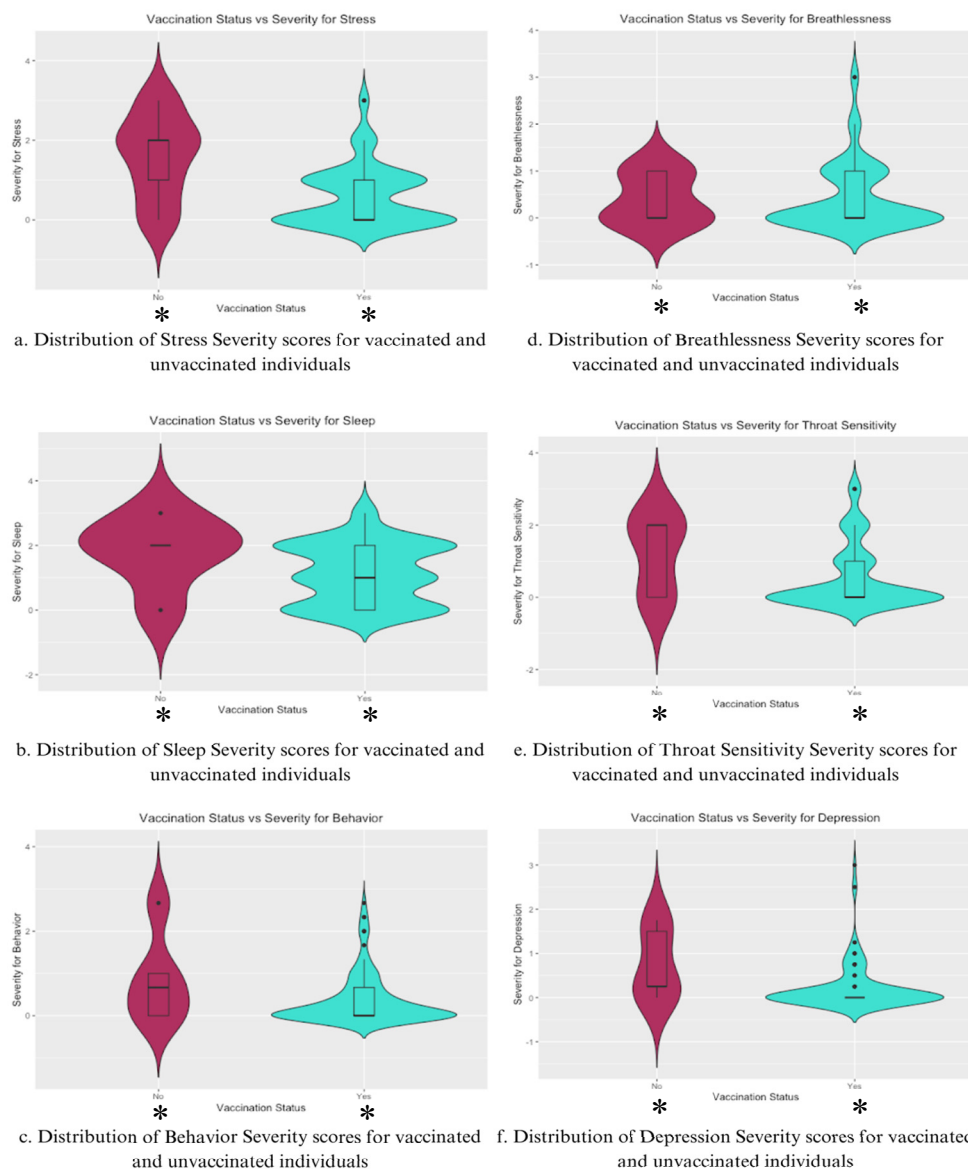 Vaccination Status vs Severity for Stress
4
2
0
Severity for Stress
No
Yes
* *
Vaccination Status
a. Distribution of Stress Severity scores for vaccinated and
unvaccinated individuals
Vaccination Status vs Severity for Breathlessness
4
3
2
1
0
-1
Severity for Breathlessness
No
Yes
* *
Vaccination Status
d. Distribution of Breathlessness Severity scores for
vaccinated and unvaccinated individuals
Vaccination Status vs Severity for Sleep
4
2
0
-2
Severity for Sleep
No
Yes
* *
Vaccination Status
b. Distribution of Sleep Severity scores for vaccinated and
unvaccinated individuals
Vaccination Status vs Severity for Throat Sensitivity
4
2
0
-2
Severity for Throat Sensitivity
No
Yes
* *
Vaccination Status
e. Distribution of Throat Sensitivity Severity scores for
vaccinated and unvaccinated individuals
Vaccination Status vs Severity for Behavior
4
2
0
Severity for Behavior
No
Yes
* *
Vaccination Status
c. Distribution of Behavior Severity scores for vaccinated
and unvaccinated individuals
Vaccination Status vs Severity for Depression
3
2
1
0
-1
Severity for Depression
No
Yes
* *
Vaccination Status
f. Distribution of Depression Severity scores for vaccinated
and unvaccinated individuals